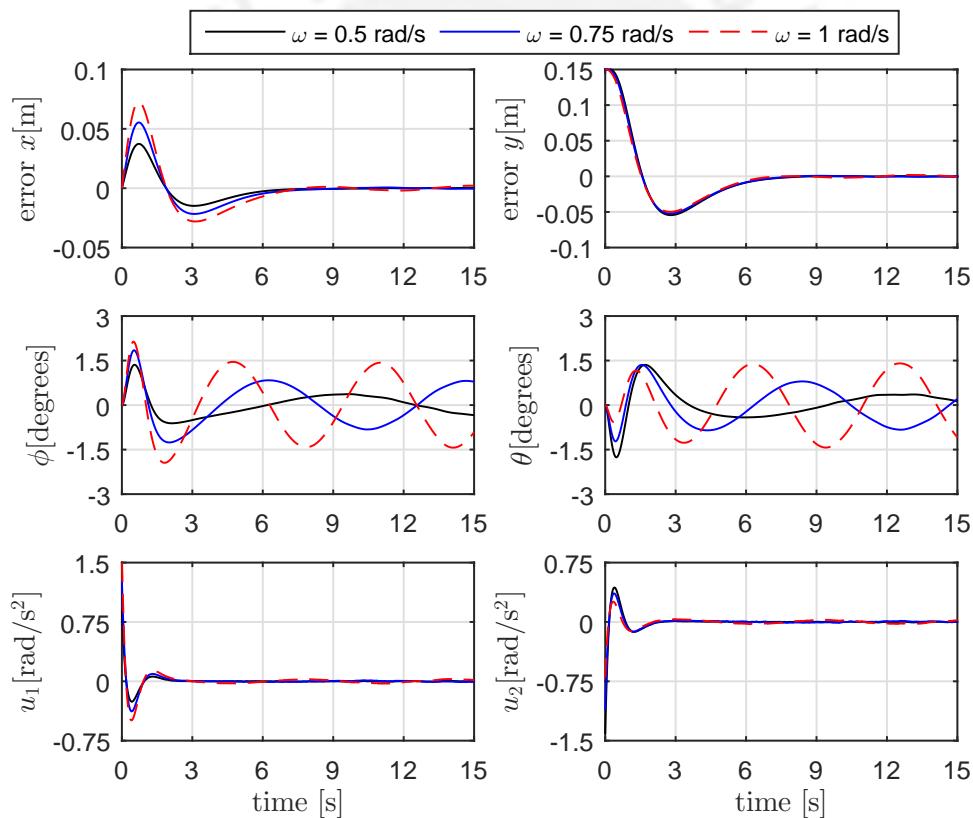 ω = 0.5 rad/s ω = 0.75 rad/s ω = 1 rad/s
error x[m]
0.1
0.05
0
-0.05
0 3 6 9 12 15
error y[m]
0.15
0.1
0.05
0
-0.05
-0.1
0 3 6 9 12 15
ϕ[degrees]
3
1.5
0
-1.5
-3
0 3 6 9 12 15
θ[degrees]
3
1.5
0
-1.5
-3
0 3 6 9 12 15
u₁[rad/s²]
1.5
0.75
0
-0.75
0 3 6 9 12 15
time [s]
u₂[rad/s²]
0.75
0
-0.75
-1.5
0 3 6 9 12 15
time [s]